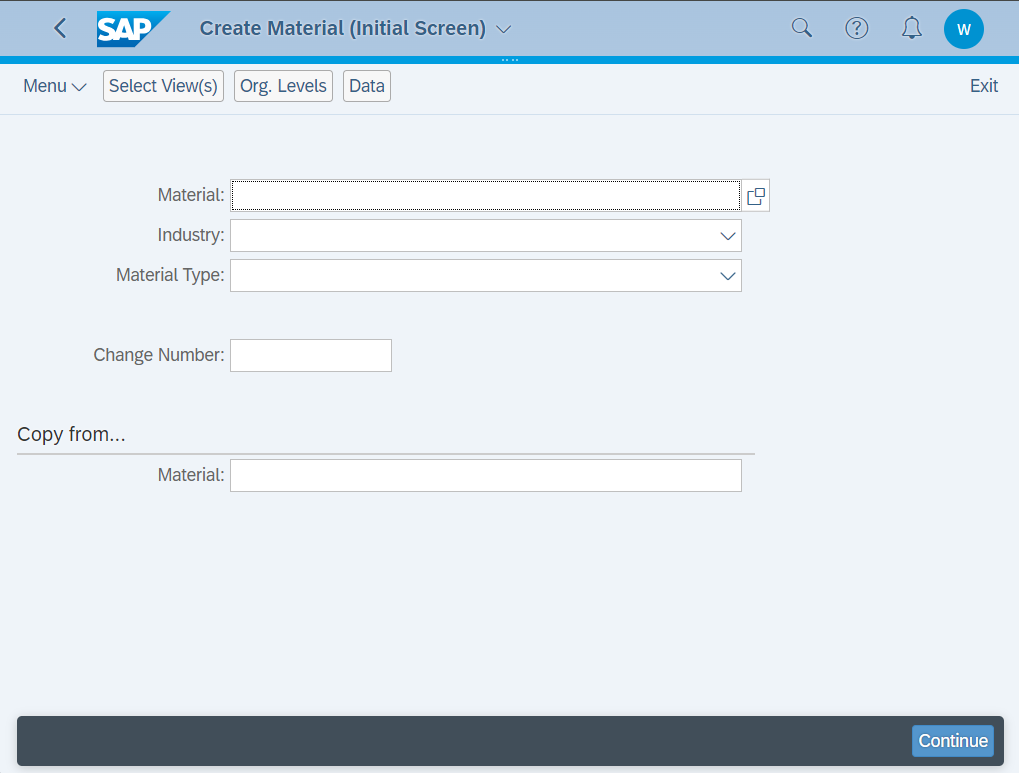 SAP Create Material (Initial Screen) W
Menu Select View(s) Org. Levels Data Exit
Material:
Industry:
Material Type:
Change Number:
Copy from...
Material:
Continue